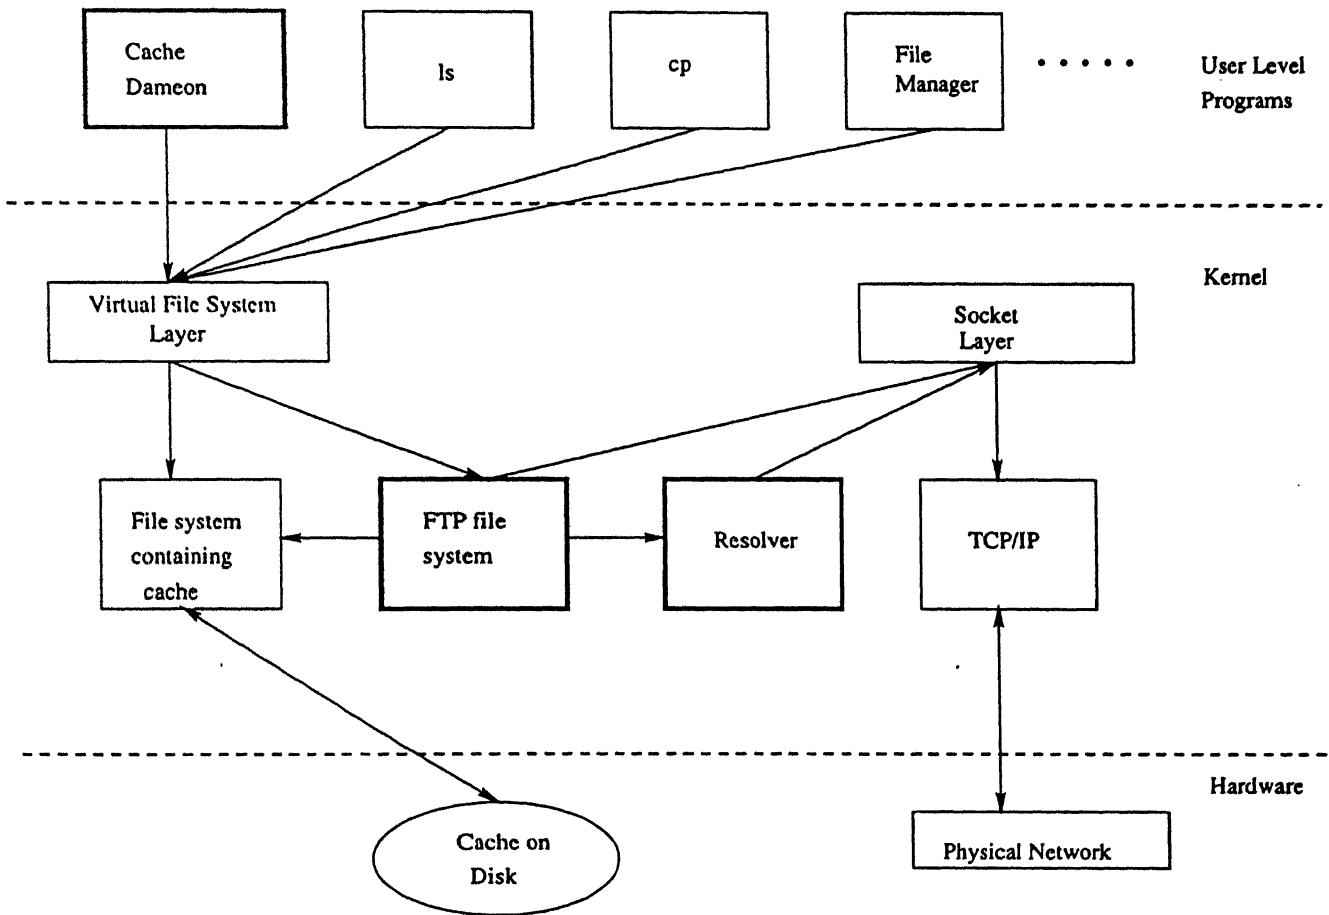 Cache
Dameon
ls
cp
File
Manager
User Level
Programs
Kernel
Virtual File System
Layer
Socket
Layer
File system
containing
cache
FTP file
system
Resolver
TCP/IP
Hardware
Cache on
Disk
Physical Network